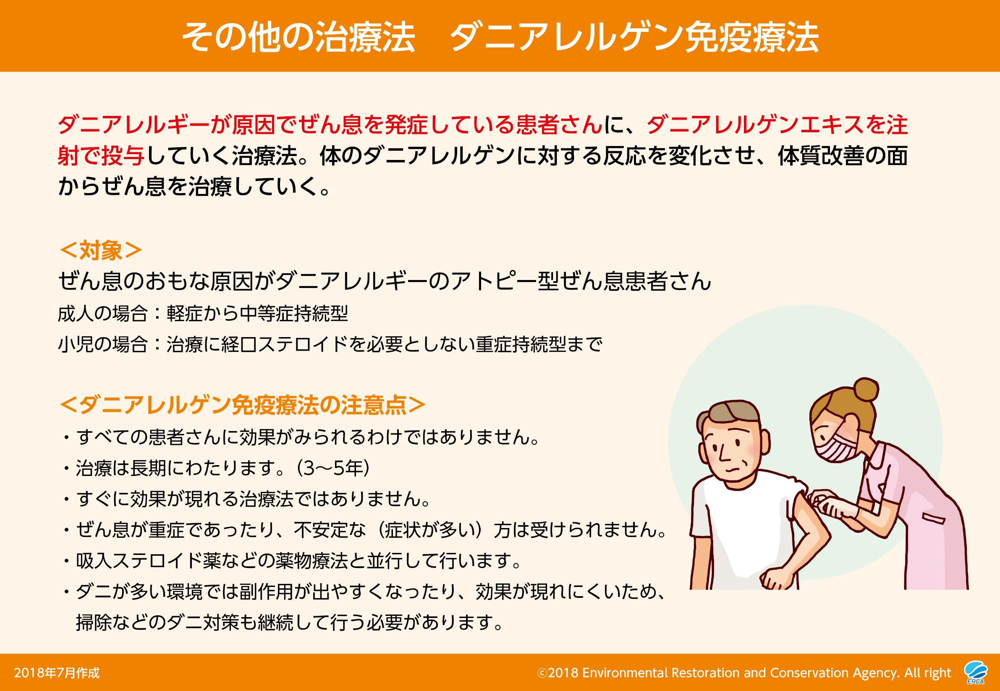 その他の治療法　ダニアレルゲン免疫療法
ダニアレルギーが原因でぜん息を発症している患者さんに、ダニアレルゲンエキスを注
射で投与していく治療法。体のダニアレルゲンに対する反応を変化させ、体質改善の面
からぜん息を治療していく。
＜対象＞
ぜん息のおもな原因がダニアレルギーのアトピー型ぜん息患者さん
成人の場合：軽症から中等症持続型
小児の場合：治療に経口ステロイドを必要としない重症持続型まで
＜ダニアレルゲン免疫療法の注意点＞
・すべての患者さんに効果がみられるわけではありません。
・治療は長期にわたります。（3～5年）
・すぐに効果が現れる治療法ではありません。
・ぜん息が重症であったり、不安定な（症状が多い）方は受けられません。
・吸入ステロイド薬などの薬物療法と並行して行います。
・ダニが多い環境では副作用が出やすくなったり、効果が現れにくいため、
掃除などのダニ対策も継続して行う必要があります。
2018年7月作成
©2018 Environmental Restoration and Conservation Agency. All right
ERCA